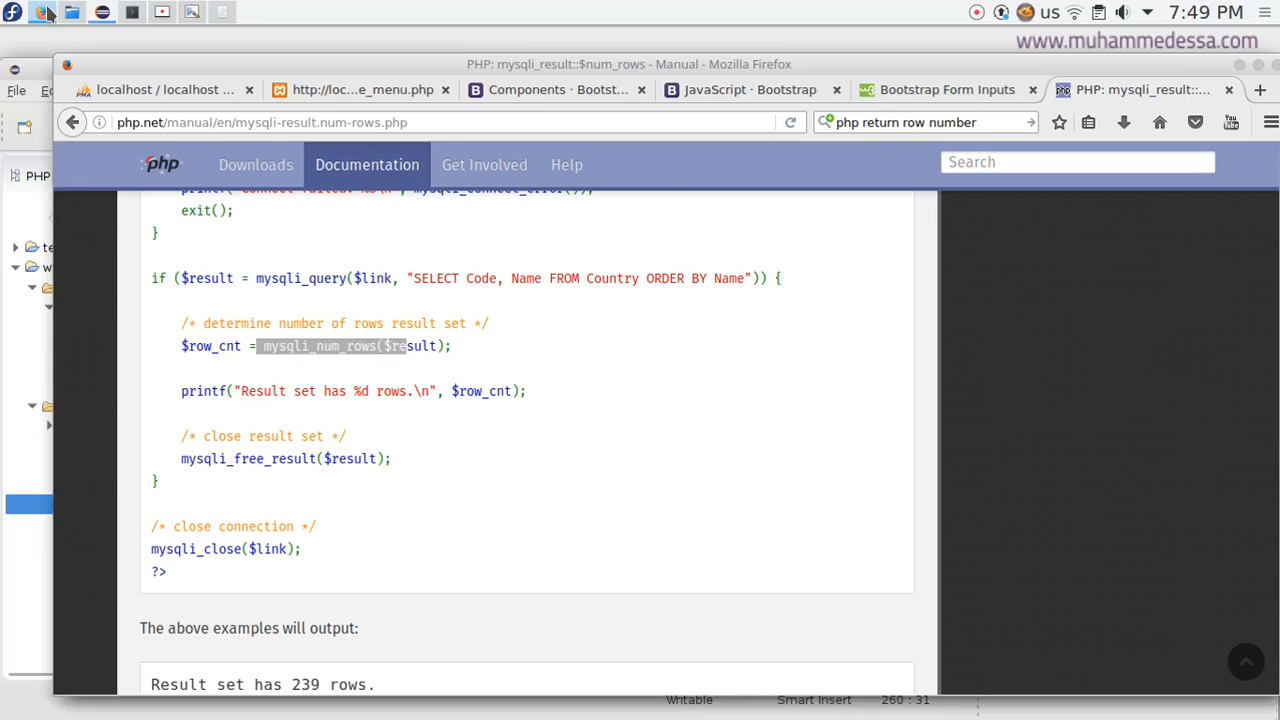 us 7:49 PM
www.muhammedessa.com
PHP: mysqli_result::$num_rows - Manual - Mozilla Firefox
File
localhost / localhost ... × http://loc...e_menu.php × Components · Bootst... × JavaScript · Bootstrap × Bootstrap Form Inputs × PHP: mysqli_result::... × +
php.net/manual/en/mysqli-result.num-rows.php
php return row number
You Tube
php Downloads Documentation Get Involved Help Search
PHP
exit();
}
if ($result = mysqli_query($link, "SELECT Code, Name FROM Country ORDER BY Name")) {
/* determine number of rows result set */
$row_cnt = mysqli_num_rows($result);
printf("Result set has %d rows.\n", $row_cnt);
/* close result set */
mysqli_free_result($result);
}
/* close connection */
mysqli_close($link);
?>
The above examples will output:
Result set has 239 rows.
Writable Smart Insert 260 : 31